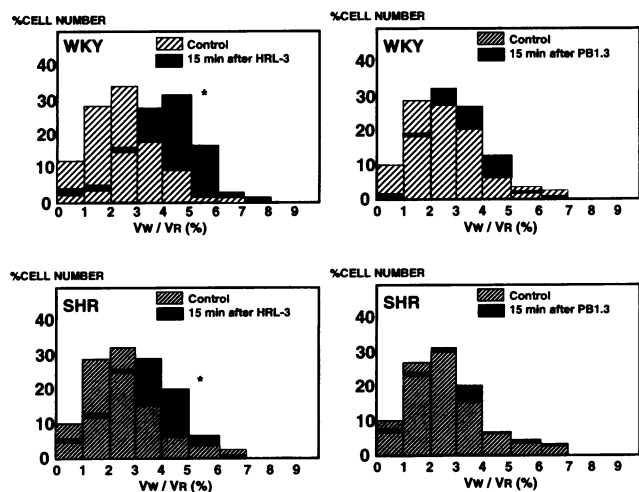 %CELL NUMBER
WKY
Control
15 min after HRL-3
*
50
40
30
20
10
0
0 1 2 3 4 5 6 7 8 9
VW / VR (%)
WKY
Control
15 min after PB1.3
50
40
30
20
10
0
0 1 2 3 4 5 6 7 8 9
VW / VR (%)
%CELL NUMBER
%CELL NUMBER
SHR
Control
15 min after HRL-3
*
40
30
20
10
0
0 1 2 3 4 5 6 7 8 9
VW / VR (%)
SHR
Control
15 min after PB1.3
40
30
20
10
0
0 1 2 3 4 5 6 7 8 9
VW / VR (%)